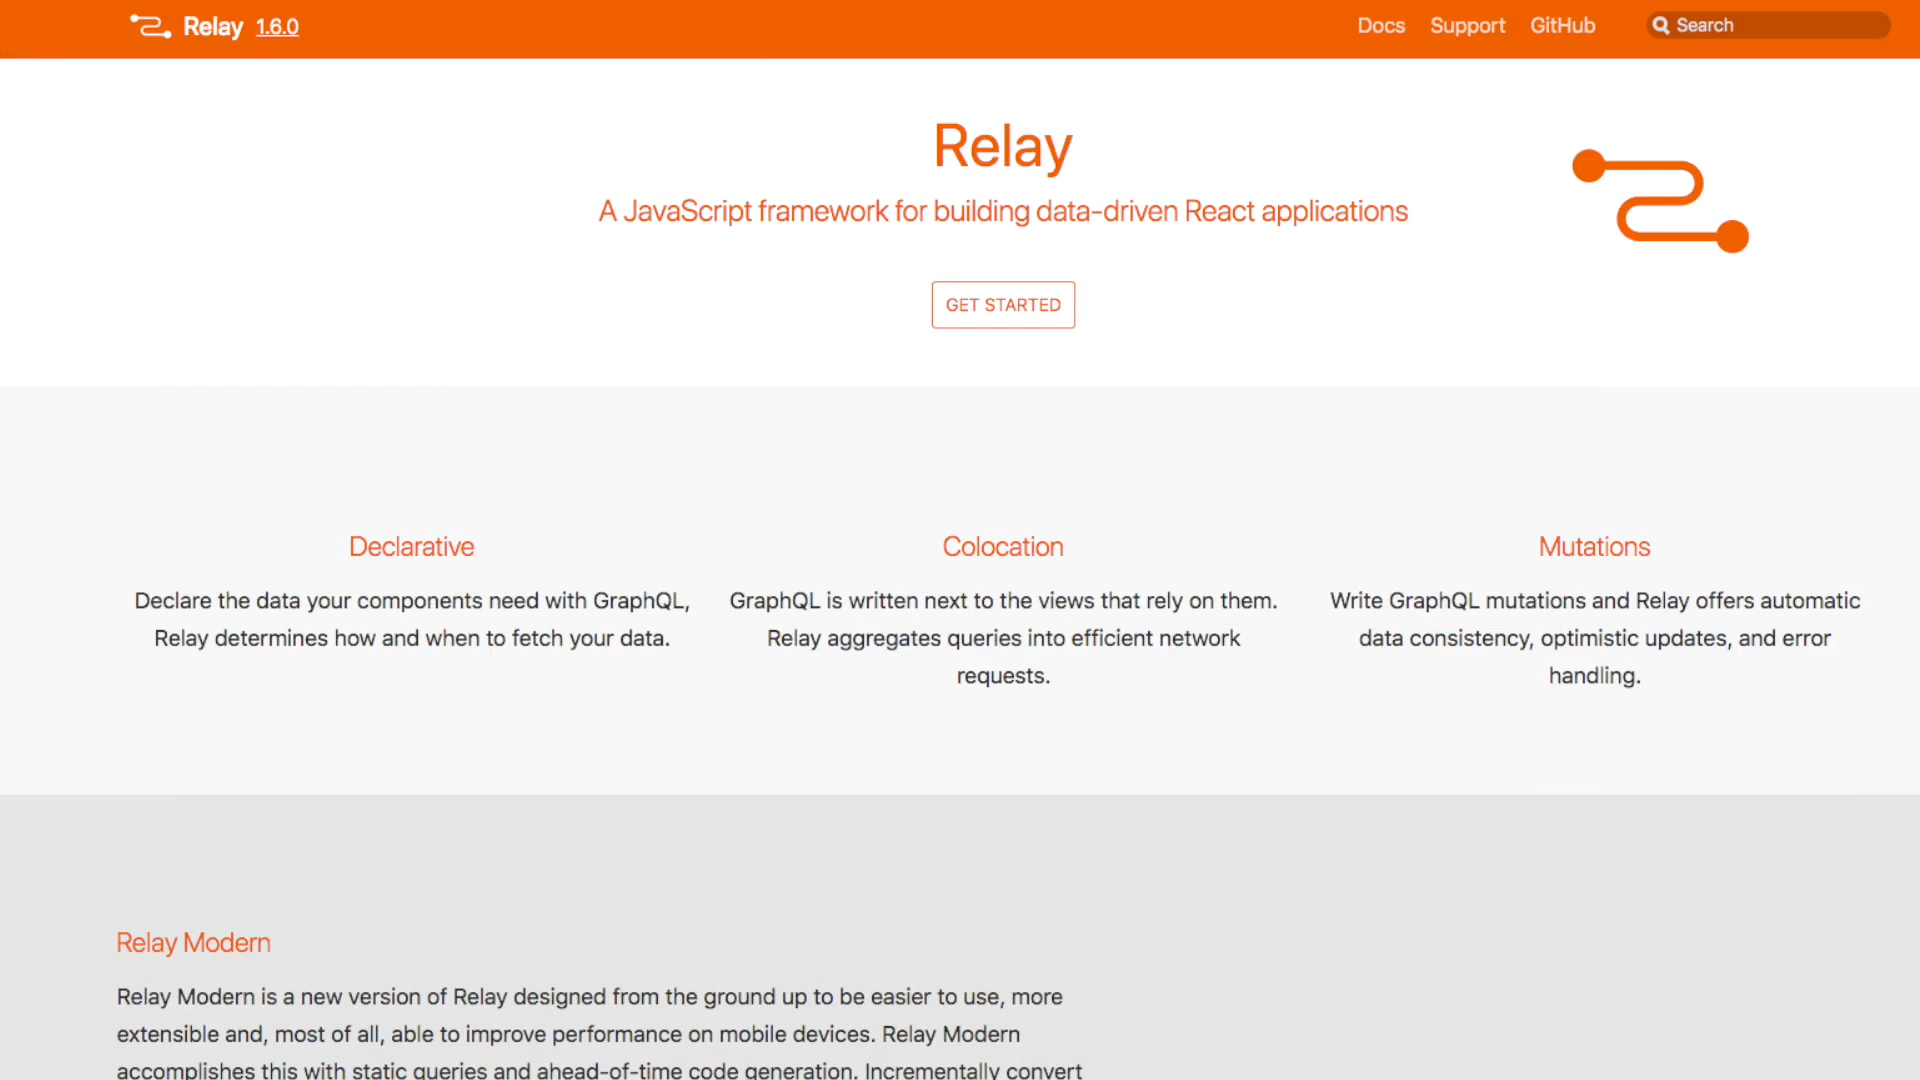 Relay 1.6.0
Docs Support GitHub Search
Relay
A JavaScript framework for building data-driven React applications
GET STARTED
Declarative
Declare the data your components need with GraphQL,
Relay determines how and when to fetch your data.
Colocation
GraphQL is written next to the views that rely on them.
Relay aggregates queries into efficient network
requests.
Mutations
Write GraphQL mutations and Relay offers automatic
data consistency, optimistic updates, and error
handling.
Relay Modern
Relay Modern is a new version of Relay designed from the ground up to be easier to use, more
extensible and, most of all, able to improve performance on mobile devices. Relay Modern
accomplishes this with static queries and ahead-of-time code generation. Incrementally convert